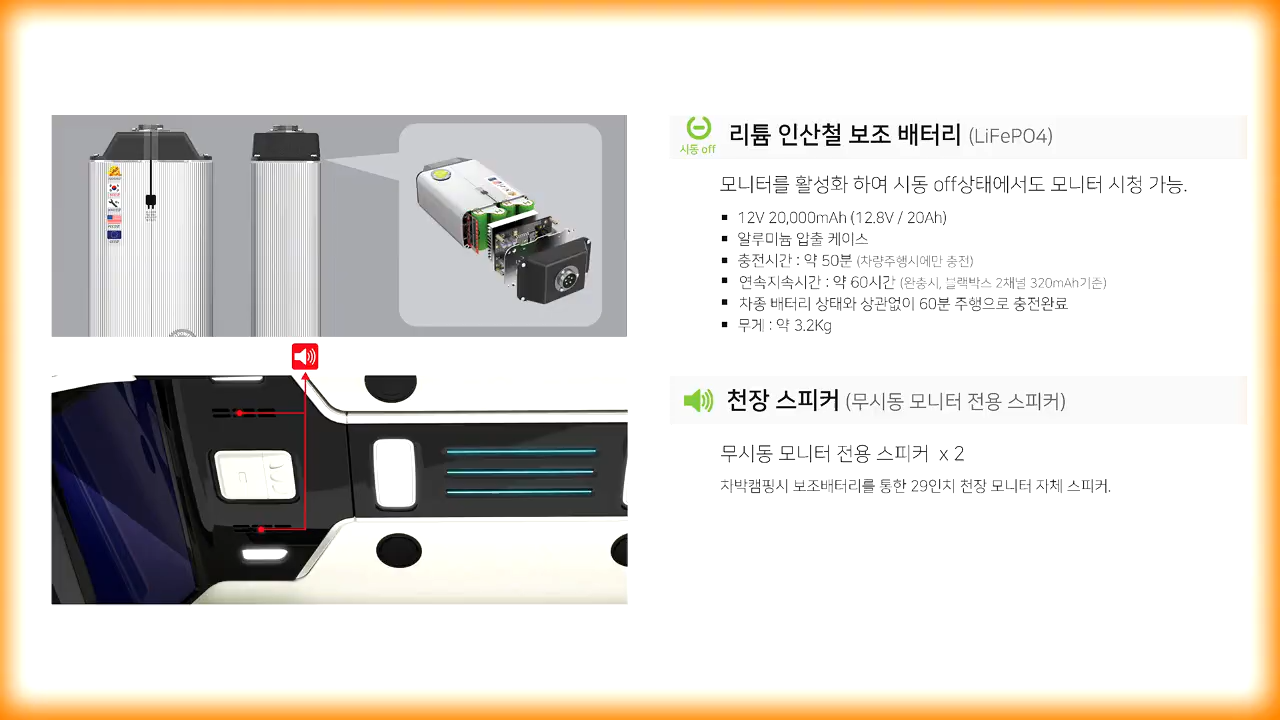 시동 off
리튬 인산철 보조 배터리 (LiFePO4)
모니터를 활성화 하여 시동 off상태에서도 모니터 시청 가능.
12V 20,000mAh (12.8V / 20Ah)
알루미늄 압출 케이스
충전시간 : 약 50분 (차량주행시에만 충전)
연속지속시간 : 약 60시간 (완충시, 블랙박스 2채널 320mAh기준)
차종 배터리 상태와 상관없이 60분 주행으로 충전완료
무게 : 약 3.2Kg
천장 스피커 (무시동 모니터 전용 스피커)
무시동 모니터 전용 스피커 x 2
차박캠핑시 보조배터리를 통한 29인치 천장 모니터 자체 스피커.